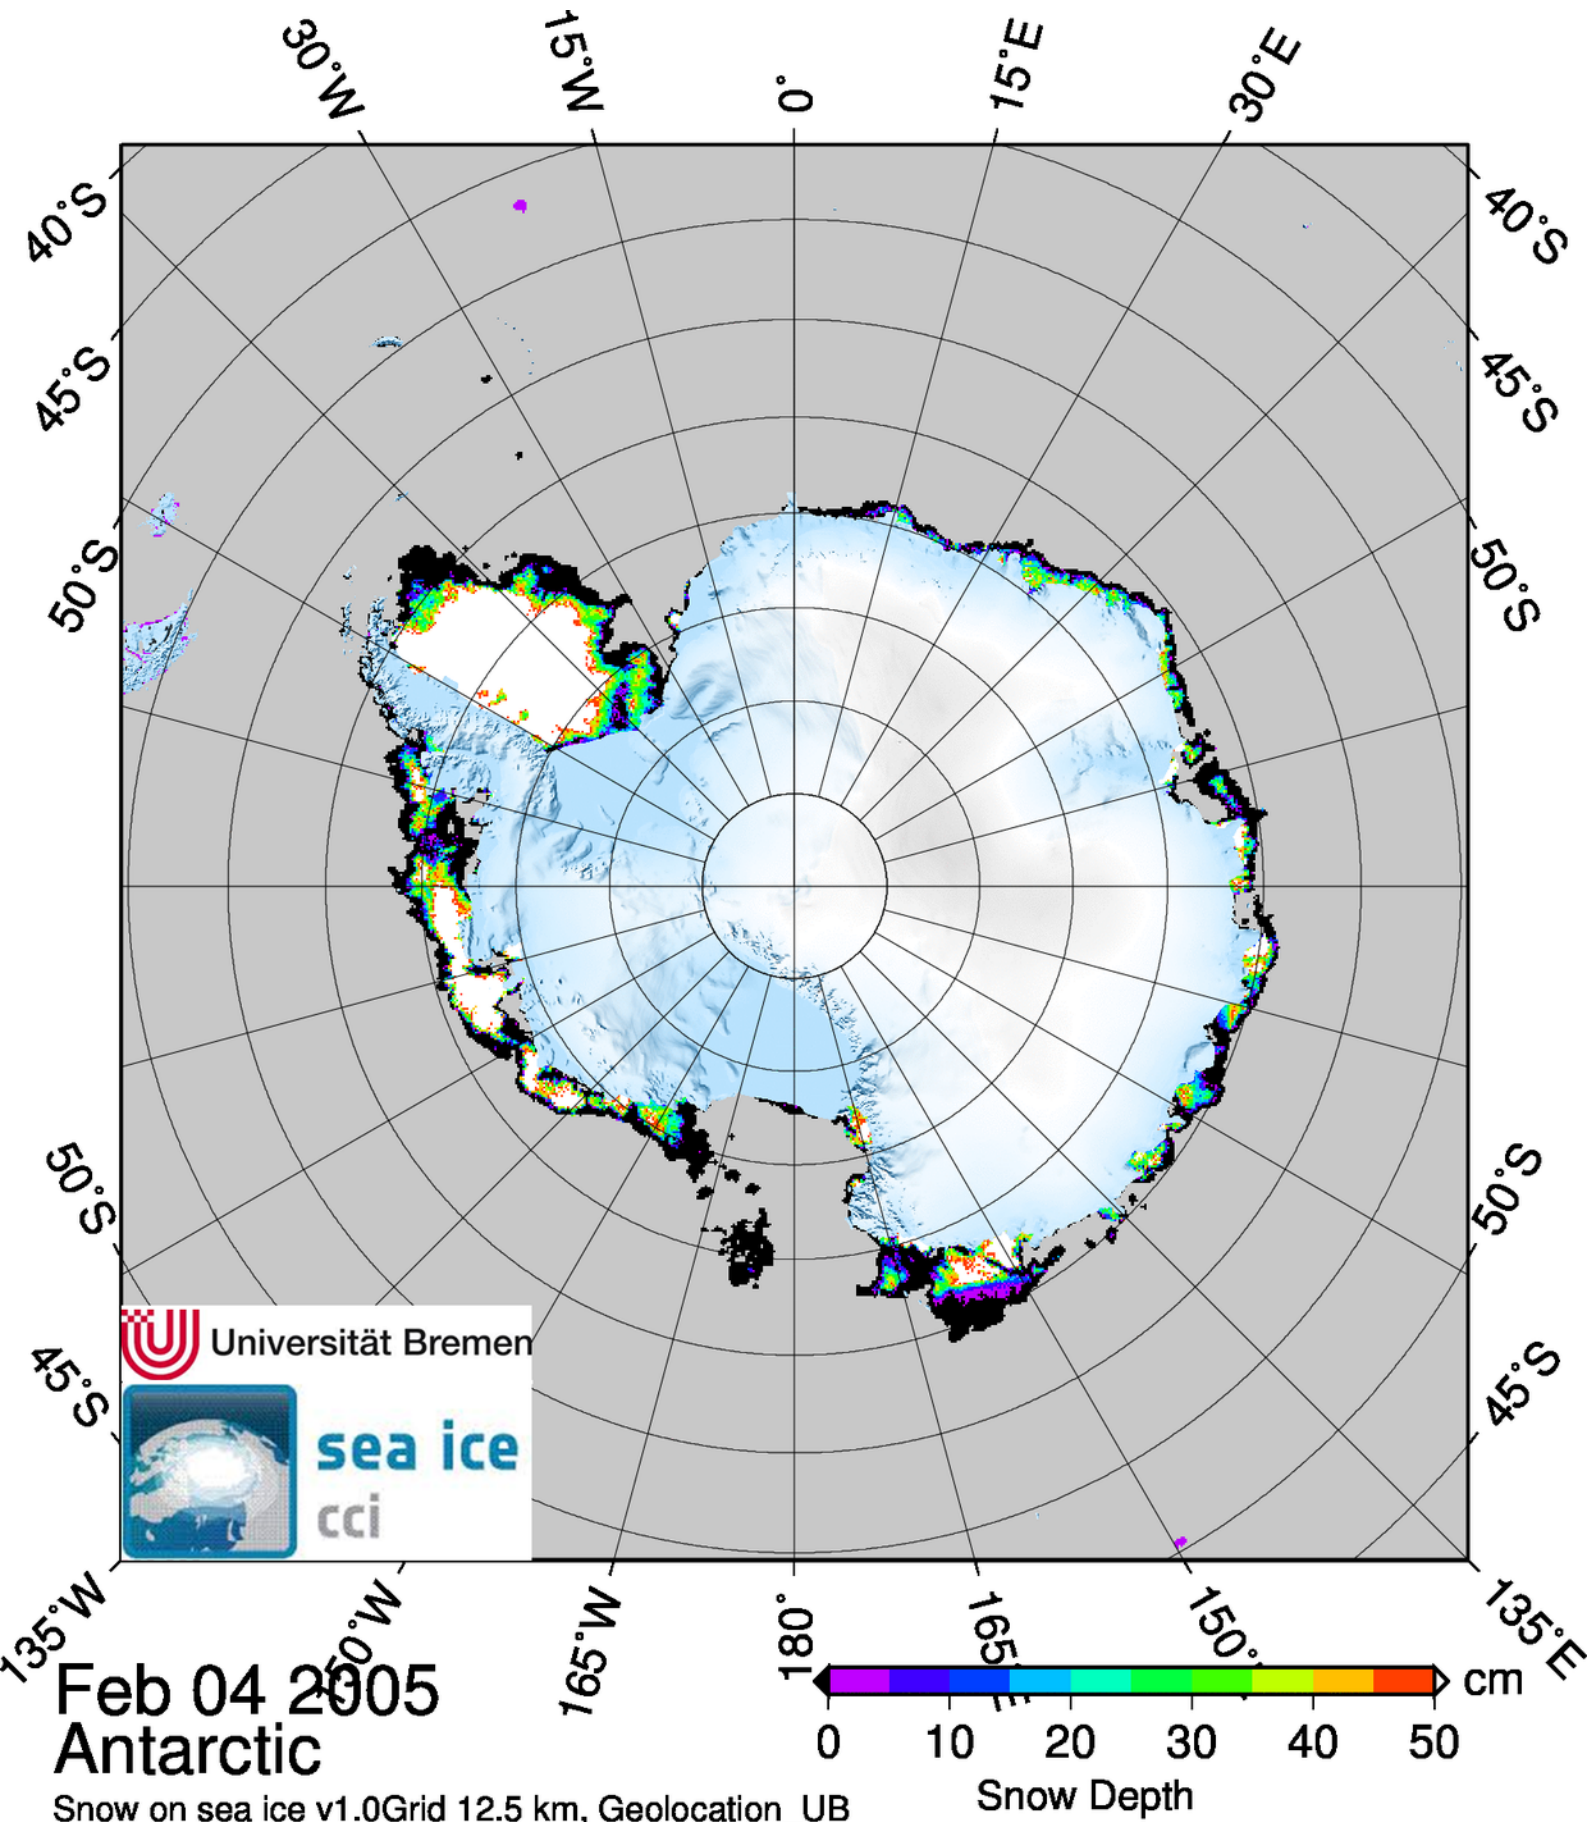 30°W 15°W 0° 15°E 30°E
40°S 40°S
45°S 45°S
50°S 50°S
50°S 50°S
45°S 45°S
Universität Bremen
sea ice
cci
135°W 165°W 180° 165° 150° 135°E
Feb 04 2005
Antarctic
Snow on sea ice v1.0Grid 12.5 km, Geolocation UB
cm
0 10 20 30 40 50
Snow Depth